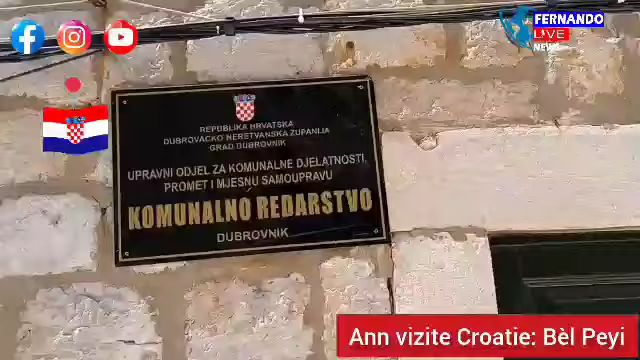 FERNANDO
LIVE
NEWS
REPUBLIKA HRVATSKA
DUBROVAČKO NERETVANSKA ŽUPANIJA
GRAD DUBROVNIK
UPRAVNI ODJEL ZA KOMUNALNE DJELATNOSTI,
PROMET I MJESNU SAMOUPRAVU
KOMUNALNO REDARSTVO
DUBROVNIK
Ann vizite Croatie: Bèl Peyi